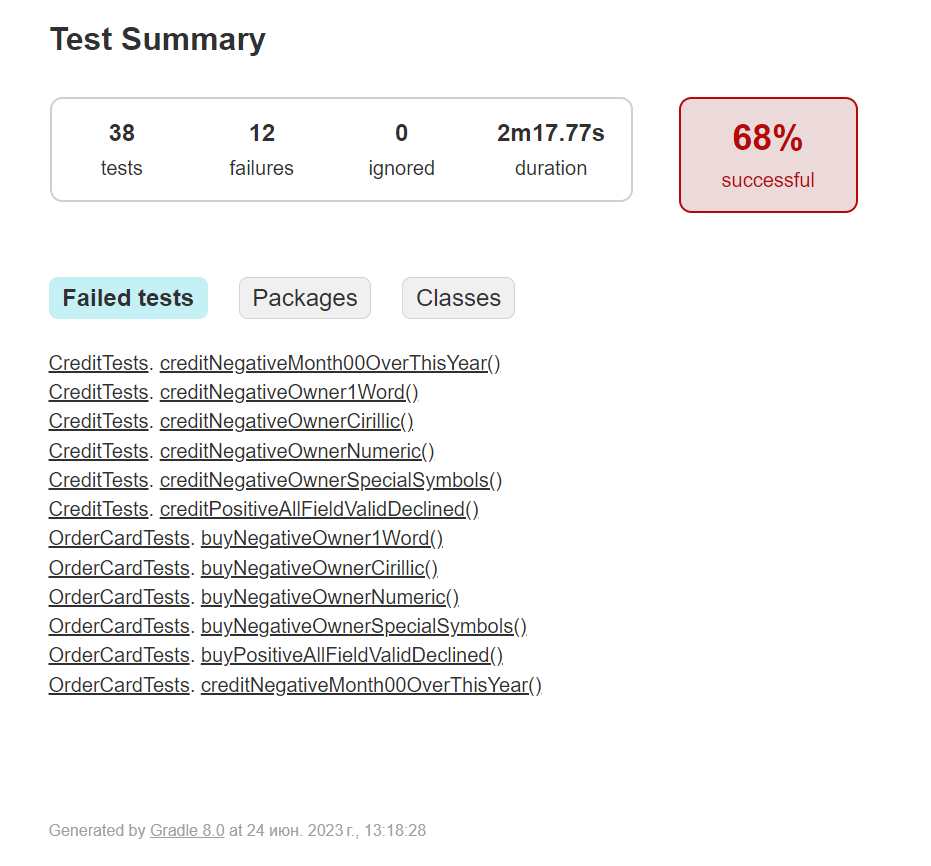 Test Summary
38 12 0 2m17.77s
tests failures ignored duration
68%
successful
Failed tests Packages Classes
CreditTests. creditNegativeMonth00OverThisYear()
CreditTests. creditNegativeOwner1Word()
CreditTests. creditNegativeOwnerCirillic()
CreditTests. creditNegativeOwnerNumeric()
CreditTests. creditNegativeOwnerSpecialSymbols()
CreditTests. creditPositiveAllFieldValidDeclined()
OrderCardTests. buyNegativeOwner1Word()
OrderCardTests. buyNegativeOwnerCirillic()
OrderCardTests. buyNegativeOwnerNumeric()
OrderCardTests. buyNegativeOwnerSpecialSymbols()
OrderCardTests. buyPositiveAllFieldValidDeclined()
OrderCardTests. creditNegativeMonth00OverThisYear()
Generated by Gradle 8.0 at 24 июн. 2023 г., 13:18:28